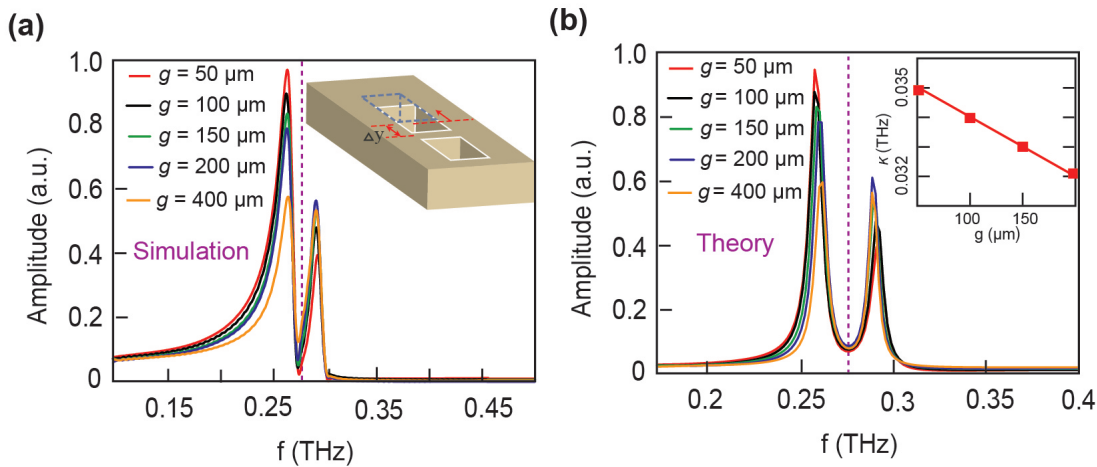 (a)
1.0
0.8
0.6
0.4
0.2
0
Amplitude (a.u.)
g = 50 μm
g = 100 μm
g = 150 μm
g = 200 μm
g = 400 μm
Δy
Simulation
0.15
0.25
0.35
0.45
f (THz)
(b)
1.0
0.8
0.6
0.4
0.2
0
Amplitude (a.u.)
g = 50 μm
g = 100 μm
g = 150 μm
g = 200 μm
g = 400 μm
Theory
0.035
0.032
κ (THz)
100
150
g (μm)
0.2
0.25
0.3
0.35
0.4
f (THz)